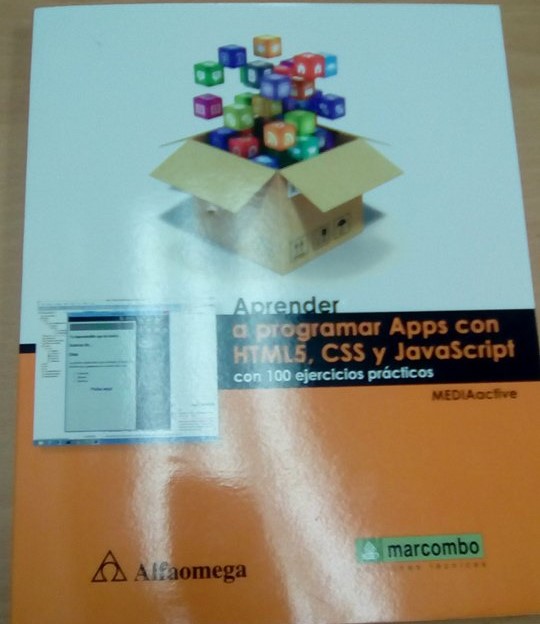 Aprender
a programar Apps con
HTML5, CSS y JavaScript
con 100 ejercicios prácticos
MEDIAactive
Alfaomega
marcombo